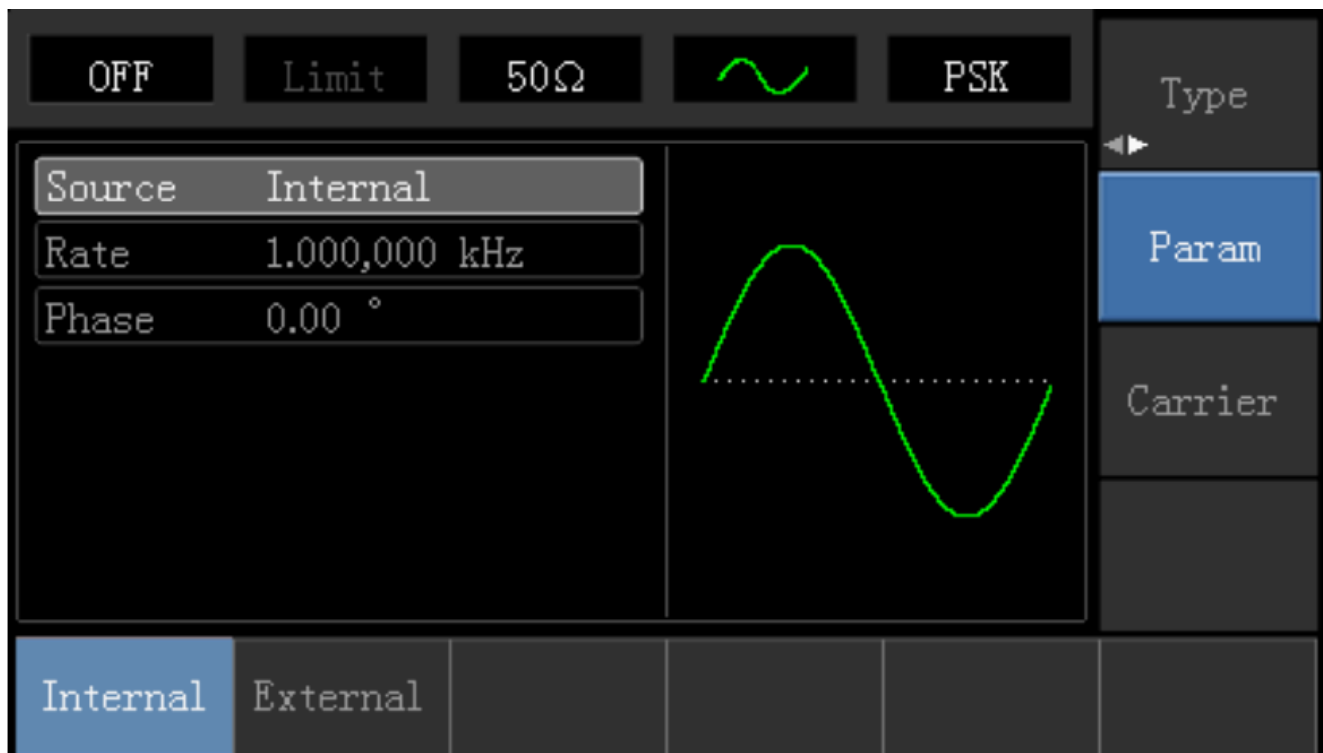 OFF Limit 50Ω PSK
Type
Source Internal
Rate 1.000,000 kHz
Phase 0.00 °
Param
Carrier
Internal External